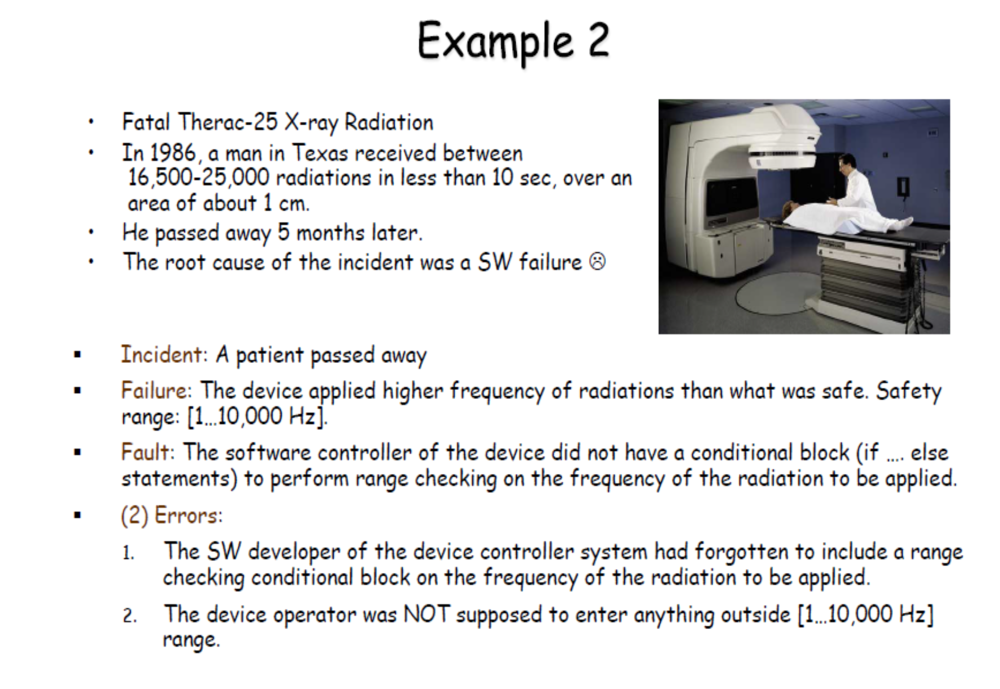 Example 2
• Fatal Therac-25 X-ray Radiation
• In 1986, a man in Texas received between
16,500-25,000 radiations in less than 10 sec, over an
area of about 1 cm.
• He passed away 5 months later.
• The root cause of the incident was a SW failure ☹
▪ Incident: A patient passed away
▪ Failure: The device applied higher frequency of radiations than what was safe. Safety
range: [1...10,000 Hz].
▪ Fault: The software controller of the device did not have a conditional block (if .... else
statements) to perform range checking on the frequency of the radiation to be applied.
▪ (2) Errors:
1. The SW developer of the device controller system had forgotten to include a range
checking conditional block on the frequency of the radiation to be applied.
2. The device operator was NOT supposed to enter anything outside [1...10,000 Hz]
range.